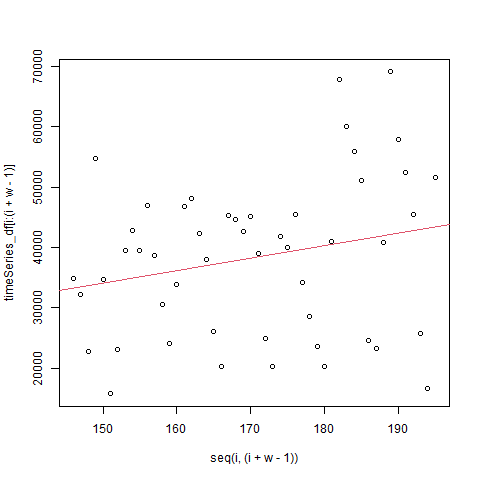 70000
60000
50000
40000
30000
20000
timeSeries_df[i:(i + w - 1)]
150 160 170 180 190
seq(i, (i + w - 1))